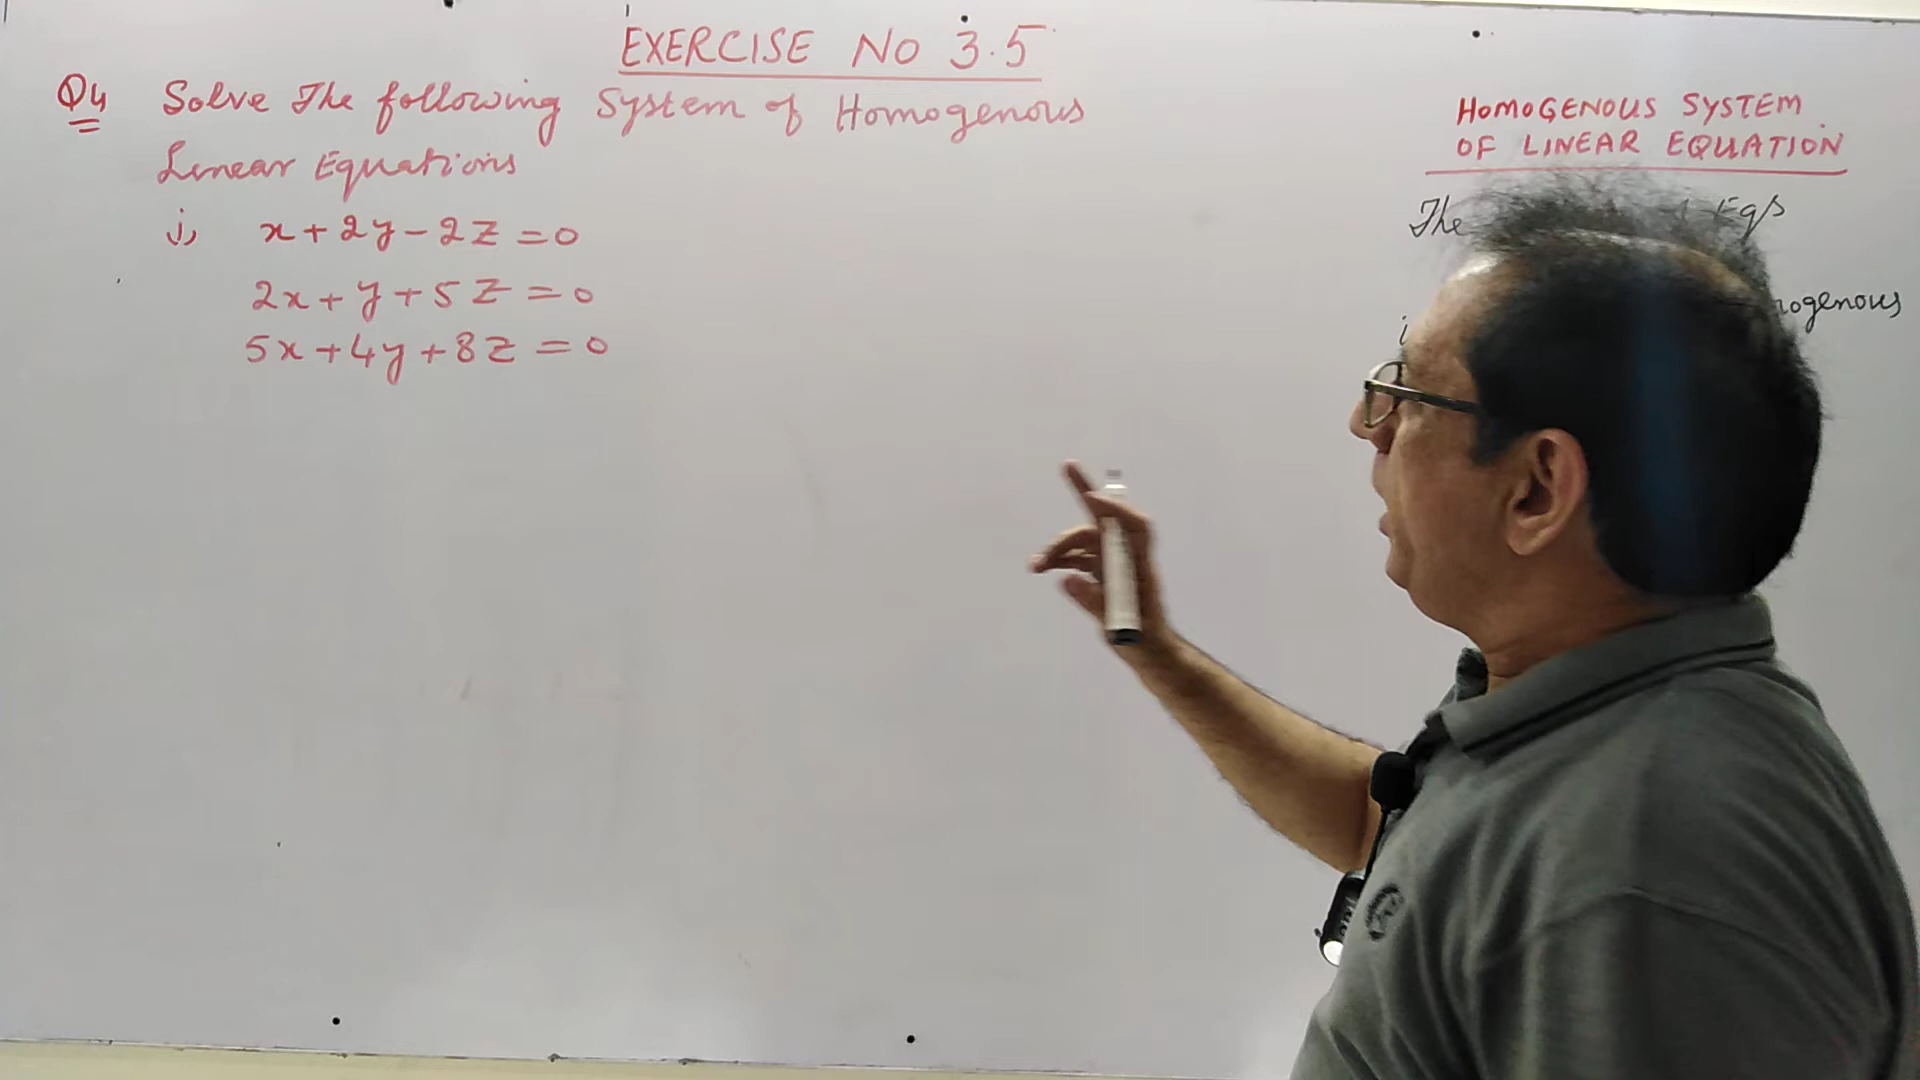 EXERCISE NO 3.5
Q4 Solve The following System of Homogenous
Linear Equations
i, x+2y-2z=0
2x+y+5z=0
5x+4y+8z=0
HOMOGENOUS SYSTEM
OF LINEAR EQUATION
The Eqs